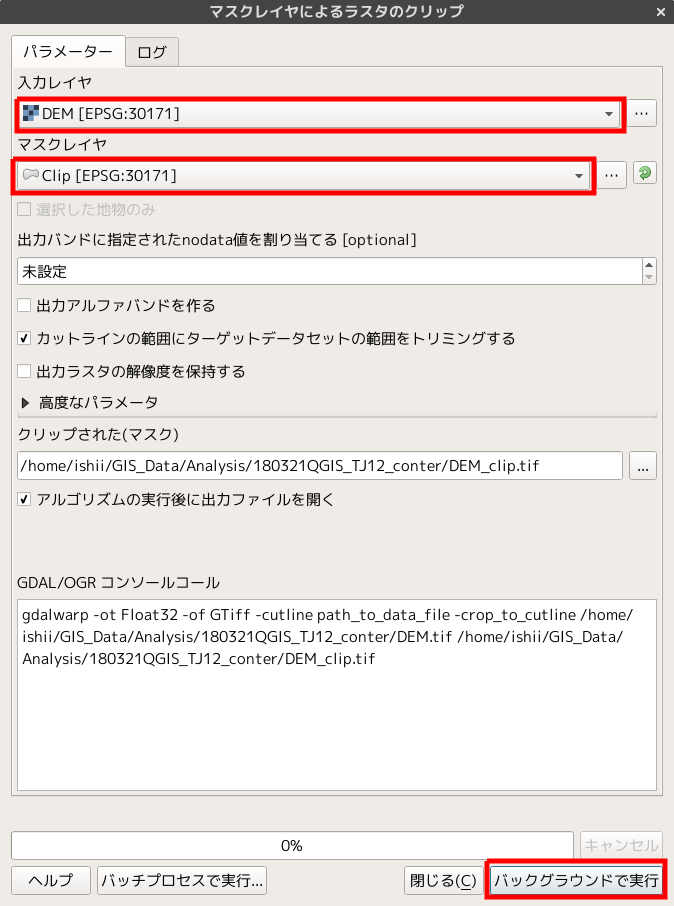 マスクレイヤによるラスタのクリップ
パラメーター ログ
入力レイヤ
DEM [EPSG:30171] ...
マスクレイヤ
Clip [EPSG:30171] ...
選択した地物のみ
出力バンドに指定されたnodata値を割り当てる [optional]
未設定
出力アルファバンドを作る
カットラインの範囲にターゲットデータセットの範囲をトリミングする
出力ラスタの解像度を保持する
高度なパラメータ
クリップされた(マスク)
/home/ishii/GIS_Data/Analysis/180321QGIS_TJ12_conter/DEM_clip.tif ...
アルゴリズムの実行後に出力ファイルを開く
GDAL/OGR コンソールコール
gdalwarp -ot Float32 -of GTiff -cutline path_to_data_file -crop_to_cutline /home/
ishii/GIS_Data/Analysis/180321QGIS_TJ12_conter/DEM.tif /home/ishii/GIS_Data/
Analysis/180321QGIS_TJ12_conter/DEM_clip.tif
0% キャンセル
ヘルプ バッチプロセスで実行... 閉じる(C) バックグラウンドで実行